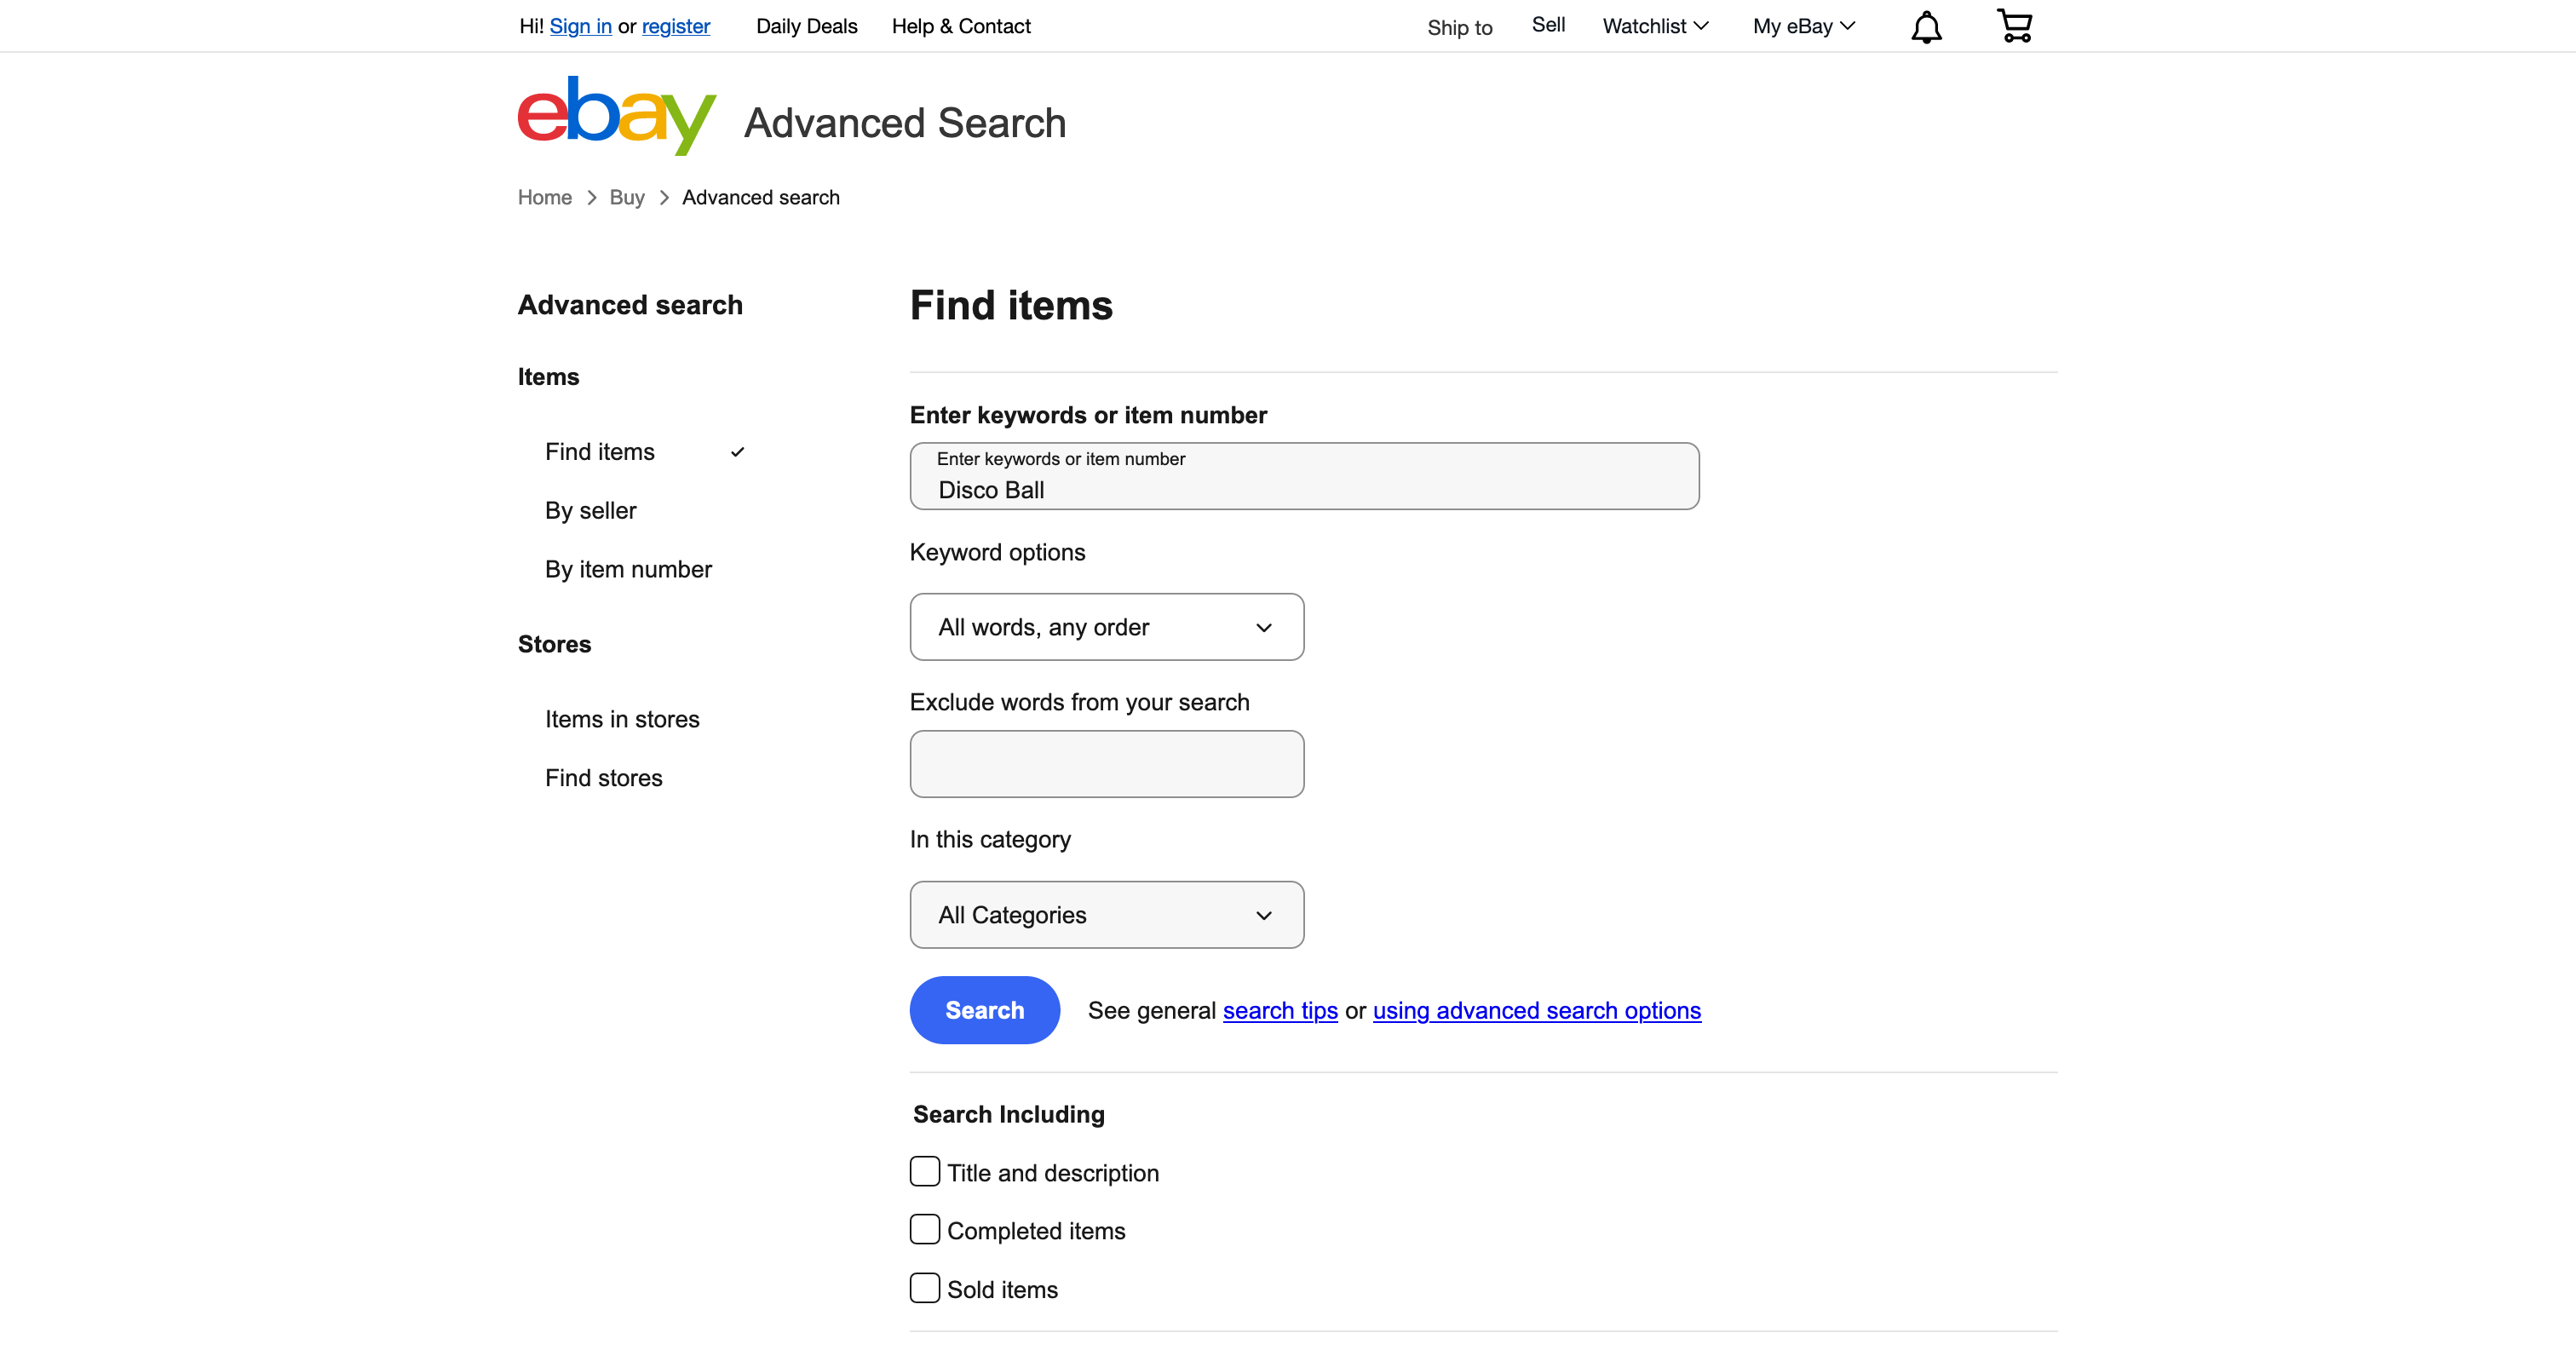 Hi! Sign in or register Daily Deals Help & Contact Ship to Sell Watchlist My eBay
ebay Advanced Search
Home Buy Advanced search
Advanced search
Items
Find items
By seller
By item number
Stores
Items in stores
Find stores
Find items
Enter keywords or item number
Enter keywords or item number
Disco Ball
Keyword options
All words, any order
Exclude words from your search
In this category
All Categories
Search See general search tips or using advanced search options
Search Including
Title and description
Completed items
Sold items